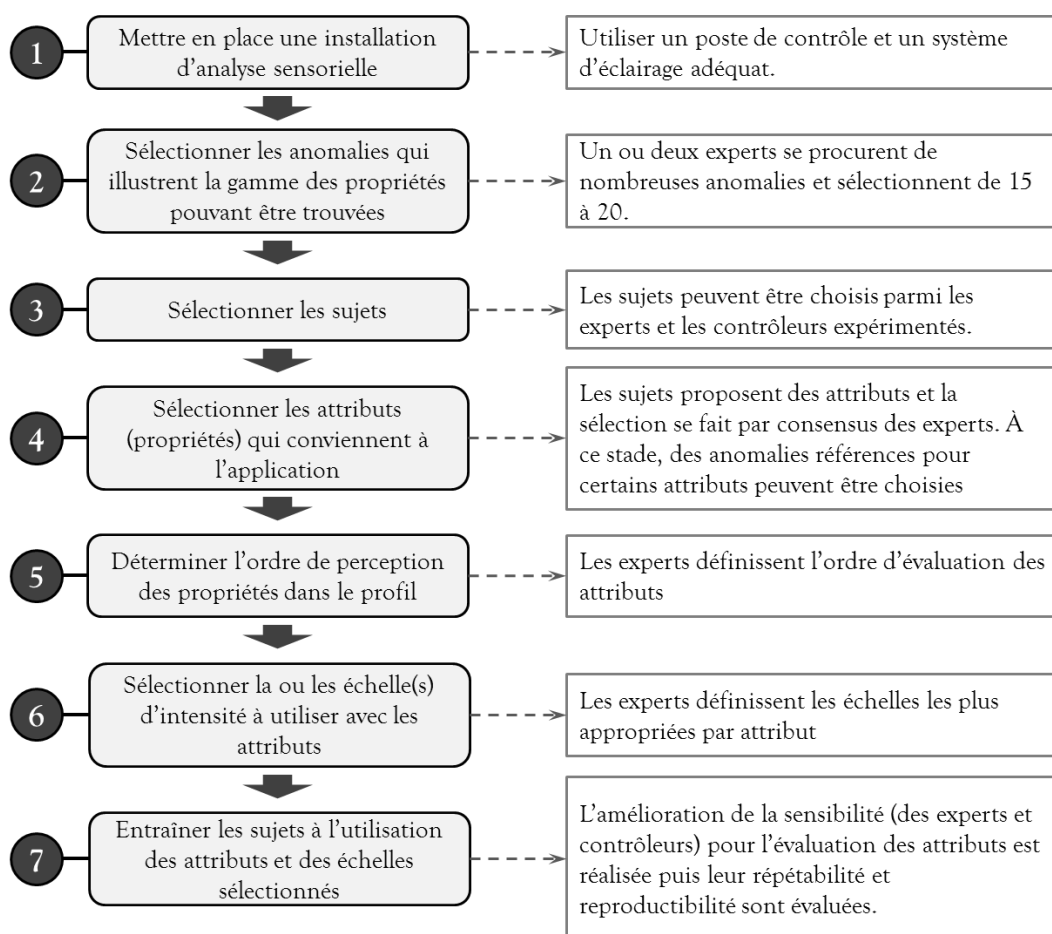 1
Mettre en place une installation
d'analyse sensorielle
Utiliser un poste de contrôle et un système
d'éclairage adéquat.
2
Sélectionner les anomalies qui
illustrent la gamme des propriétés
pouvant être trouvées
Un ou deux experts se procurent de
nombreuses anomalies et sélectionnent de 15
à 20.
3
Sélectionner les sujets
Les sujets peuvent être choisis parmi les
experts et les contrôleurs expérimentés.
4
Sélectionner les attributs
(propriétés) qui conviennent à
l'application
Les sujets proposent des attributs et la
sélection se fait par consensus des experts. À
ce stade, des anomalies références pour
certains attributs peuvent être choisies
5
Déterminer l'ordre de perception
des propriétés dans le profil
Les experts définissent l'ordre d'évaluation des
attributs
6
Sélectionner la ou les échelle(s)
d'intensité à utiliser avec les
attributs
Les experts définissent les échelles les plus
appropriées par attribut
7
Entraîner les sujets à l'utilisation
des attributs et des échelles
sélectionnés
L'amélioration de la sensibilité (des experts et
contrôleurs) pour l'évaluation des attributs est
réalisée puis leur répétabilité et
reproductibilité sont évaluées.